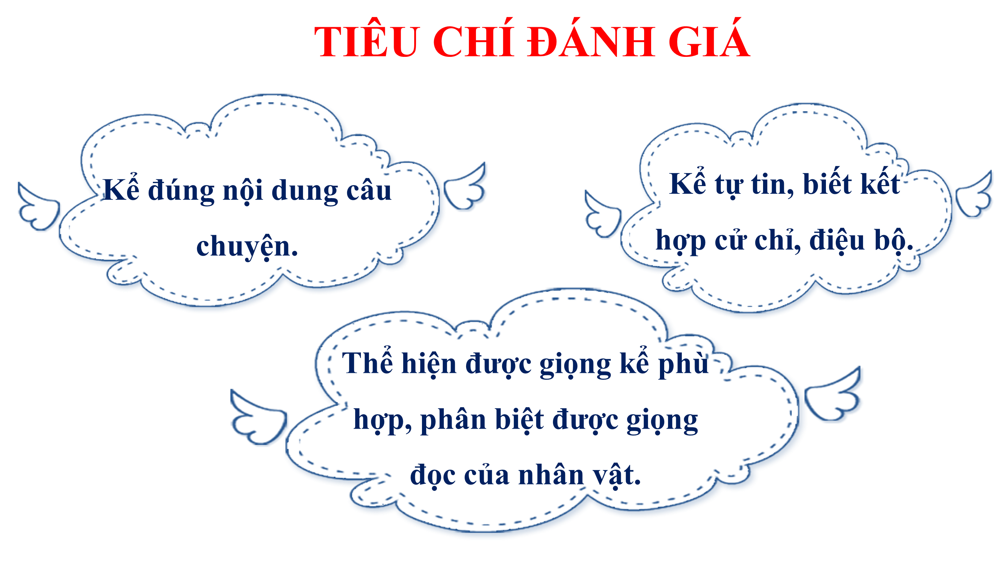 TIÊU CHÍ ĐÁNH GIÁ
Kể đúng nội dung câu
chuyện.
Kể tự tin, biết kết
hợp cử chỉ, điệu bộ.
Thể hiện được giọng kể phù
hợp, phân biệt được giọng
đọc của nhân vật.